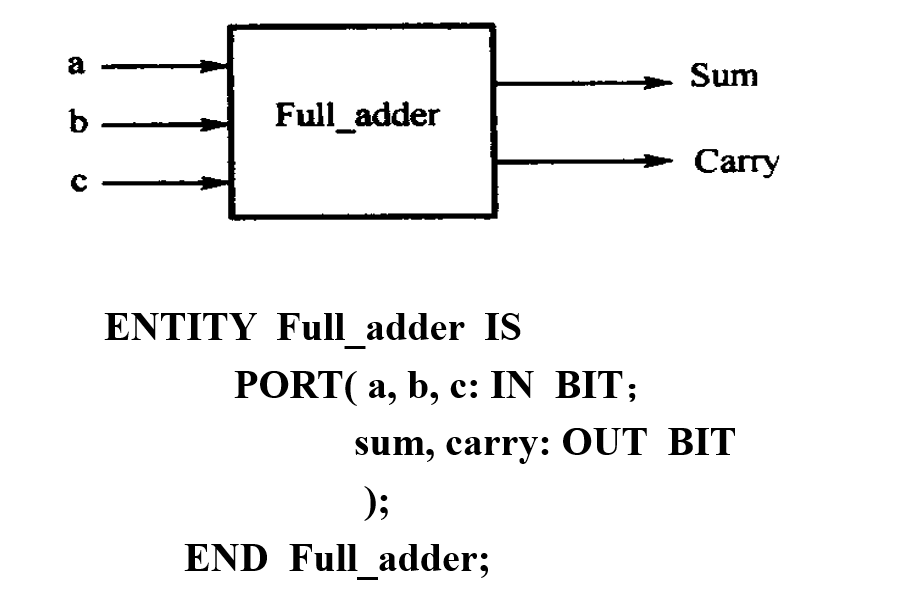 a
Sum
b
Full_adder
c
Carry
ENTITY Full_adder IS
PORT( a, b, c: IN BIT；
sum, carry: OUT BIT
);
END Full_adder;